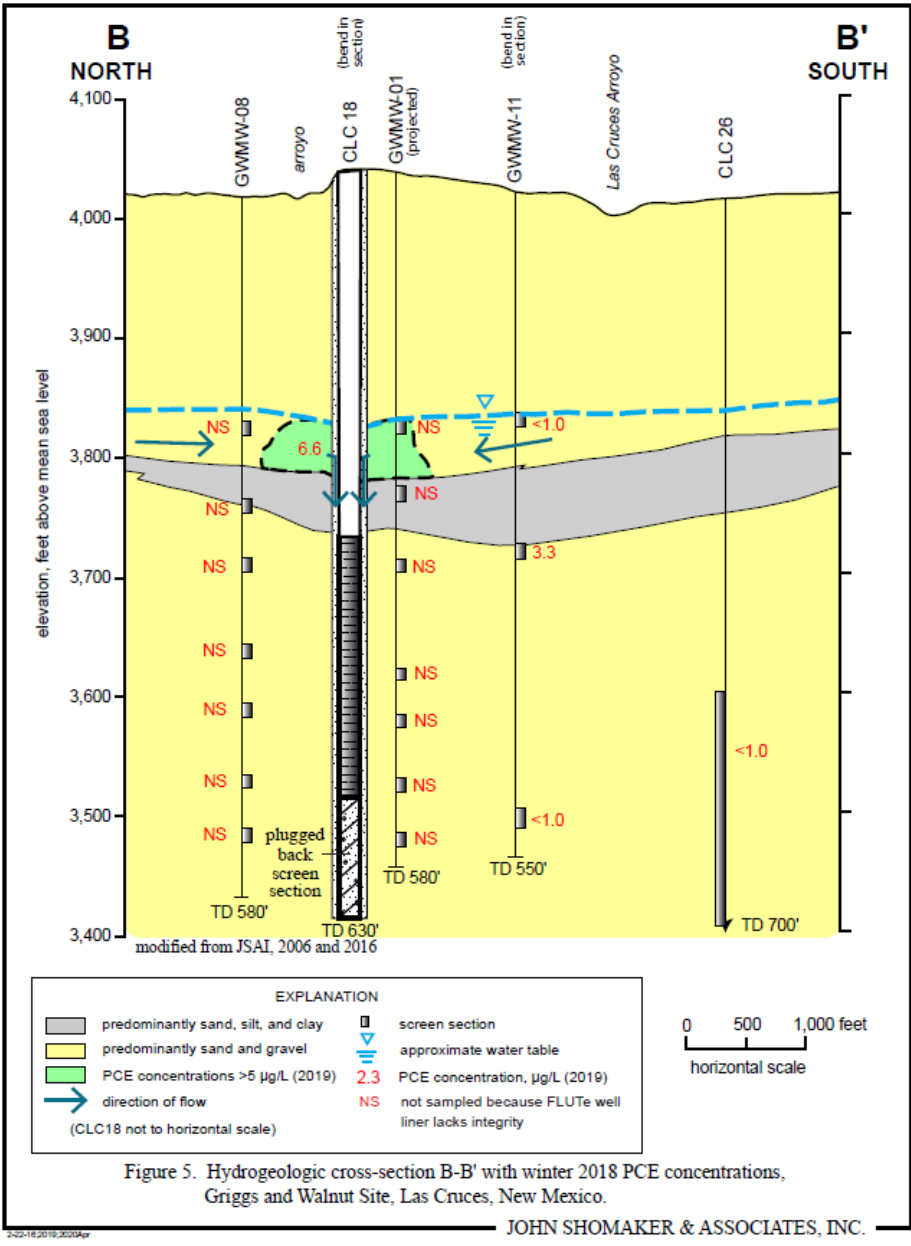 B
NORTH
B'
SOUTH
(bend in
section)
(bend in
section)
GWMW-08
arroyo
CLC 18
GWMW-01
(projected)
GWMW-11
Las Cruces Arroyo
CLC 26
elevation, feet above mean sea level
4,100
4,000
3,900
3,800
3,700
3,600
3,500
3,400
NS
NS
NS
NS
NS
NS
NS
TD 580'
6.6
plugged
back
screen
section
TD 630'
NS
NS
NS
NS
NS
NS
NS
TD 580'
<1.0
3.3
<1.0
TD 550'
<1.0
TD 700'
modified from JSAI, 2006 and 2016
EXPLANATION
predominantly sand, silt, and clay
predominantly sand and gravel
PCE concentrations >5 µg/L (2019)
direction of flow
(CLC18 not to horizontal scale)
screen section
approximate water table
2.3 PCE concentration, µg/L (2019)
NS not sampled because FLUTe well
liner lacks integrity
0 500 1,000 feet
horizontal scale
Figure 5. Hydrogeologic cross-section B-B' with winter 2018 PCE concentrations,
Griggs and Walnut Site, Las Cruces, New Mexico.
JOHN SHOMAKER & ASSOCIATES, INC.